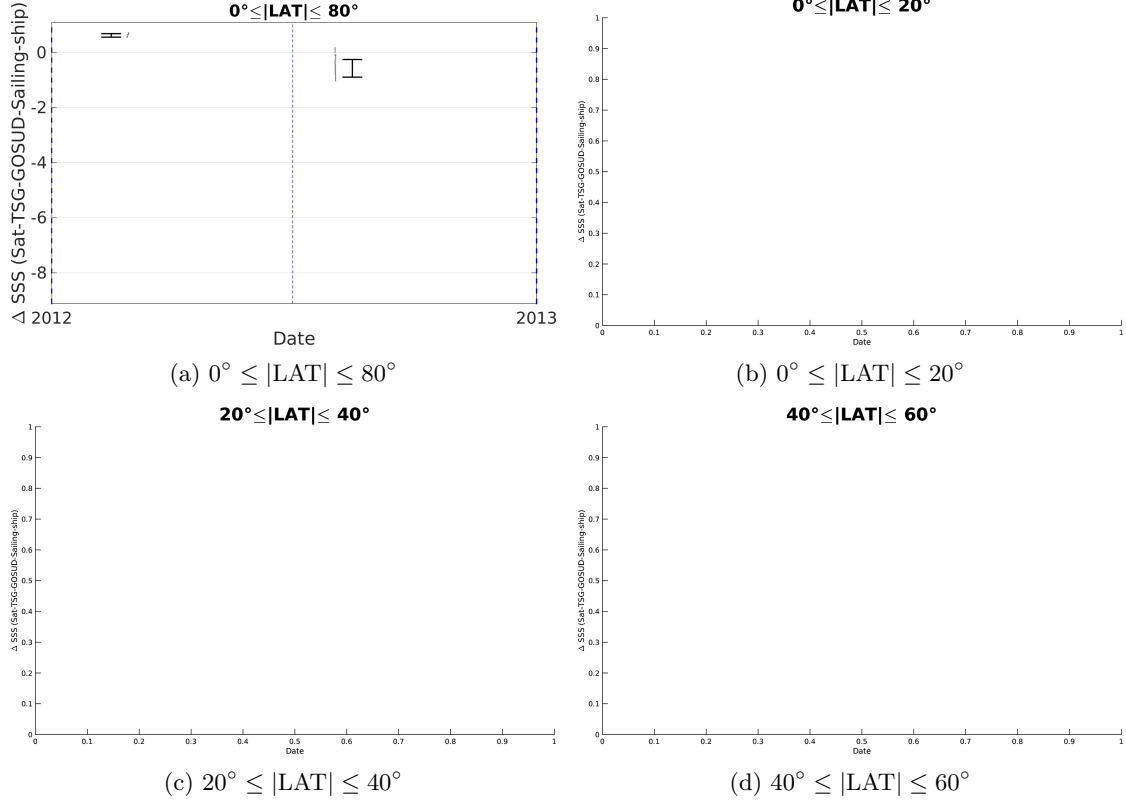 0°≤|LAT|≤ 80°
Δ SSS (Sat-TSG-GOSUD-Sailing-ship)
0
-2
-4
-6
-8
2012
2013
Date
(a) 0° ≤ |LAT| ≤ 80°
0°≤|LAT|≤ 20°
Δ SSS (Sat-TSG-GOSUD-Sailing-ship)
1
0.9
0.8
0.7
0.6
0.5
0.4
0.3
0.2
0.1
0
0 0.1 0.2 0.3 0.4 0.5 0.6 0.7 0.8 0.9 1
Date
(b) 0° ≤ |LAT| ≤ 20°
20°≤|LAT|≤ 40°
Δ SSS (Sat-TSG-GOSUD-Sailing-ship)
1
0.9
0.8
0.7
0.6
0.5
0.4
0.3
0.2
0.1
0
0 0.1 0.2 0.3 0.4 0.5 0.6 0.7 0.8 0.9 1
Date
(c) 20° ≤ |LAT| ≤ 40°
40°≤|LAT|≤ 60°
Δ SSS (Sat-TSG-GOSUD-Sailing-ship)
1
0.9
0.8
0.7
0.6
0.5
0.4
0.3
0.2
0.1
0
0 0.1 0.2 0.3 0.4 0.5 0.6 0.7 0.8 0.9 1
Date
(d) 40° ≤ |LAT| ≤ 60°